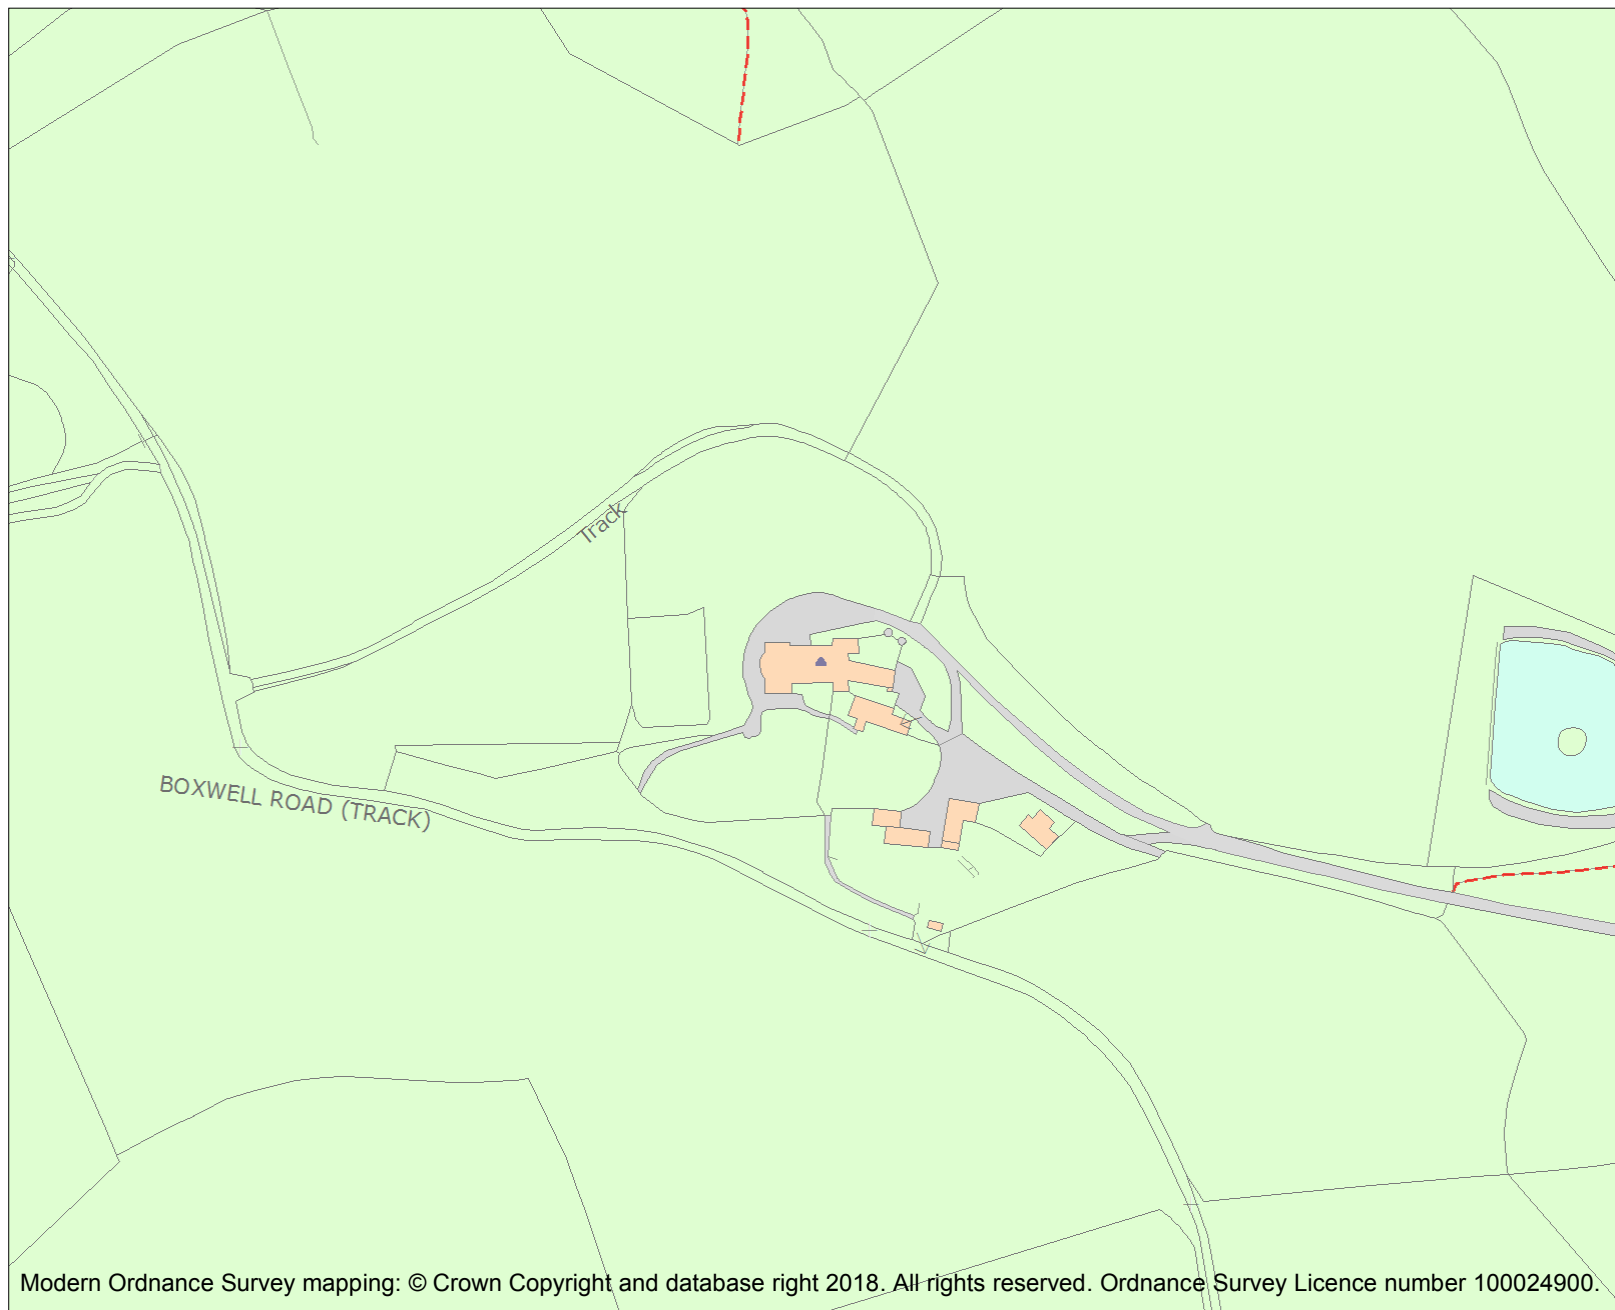 Track
BOXWELL ROAD (TRACK)
Modern Ordnance Survey mapping: © Crown Copyright and database right 2018. All rights reserved. Ordnance Survey Licence number 100024900.